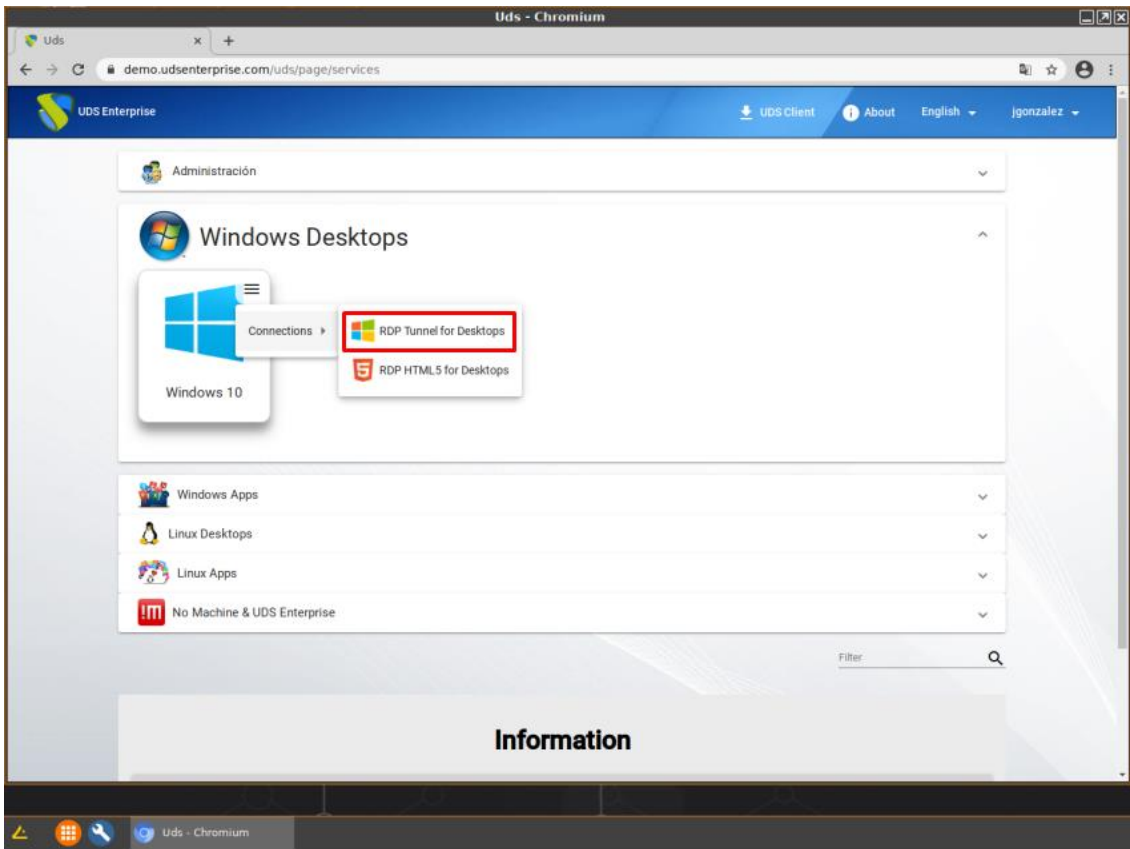 Uds - Chromium
Uds
demo.udsenterprise.com/uds/page/services
UDS Enterprise
UDS Client
About
English
jgonzalez
Administración
Windows Desktops
Connections
RDP Tunnel for Desktops
RDP HTML5 for Desktops
Windows 10
Windows Apps
Linux Desktops
Linux Apps
!M No Machine & UDS Enterprise
Filter
Information
Uds - Chromium